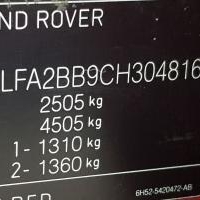 ND ROVER
LFA2BB9CH304816
2505 kg
4505 kg
1- 1310 kg
2- 1360 kg
6H52-5420472-AB